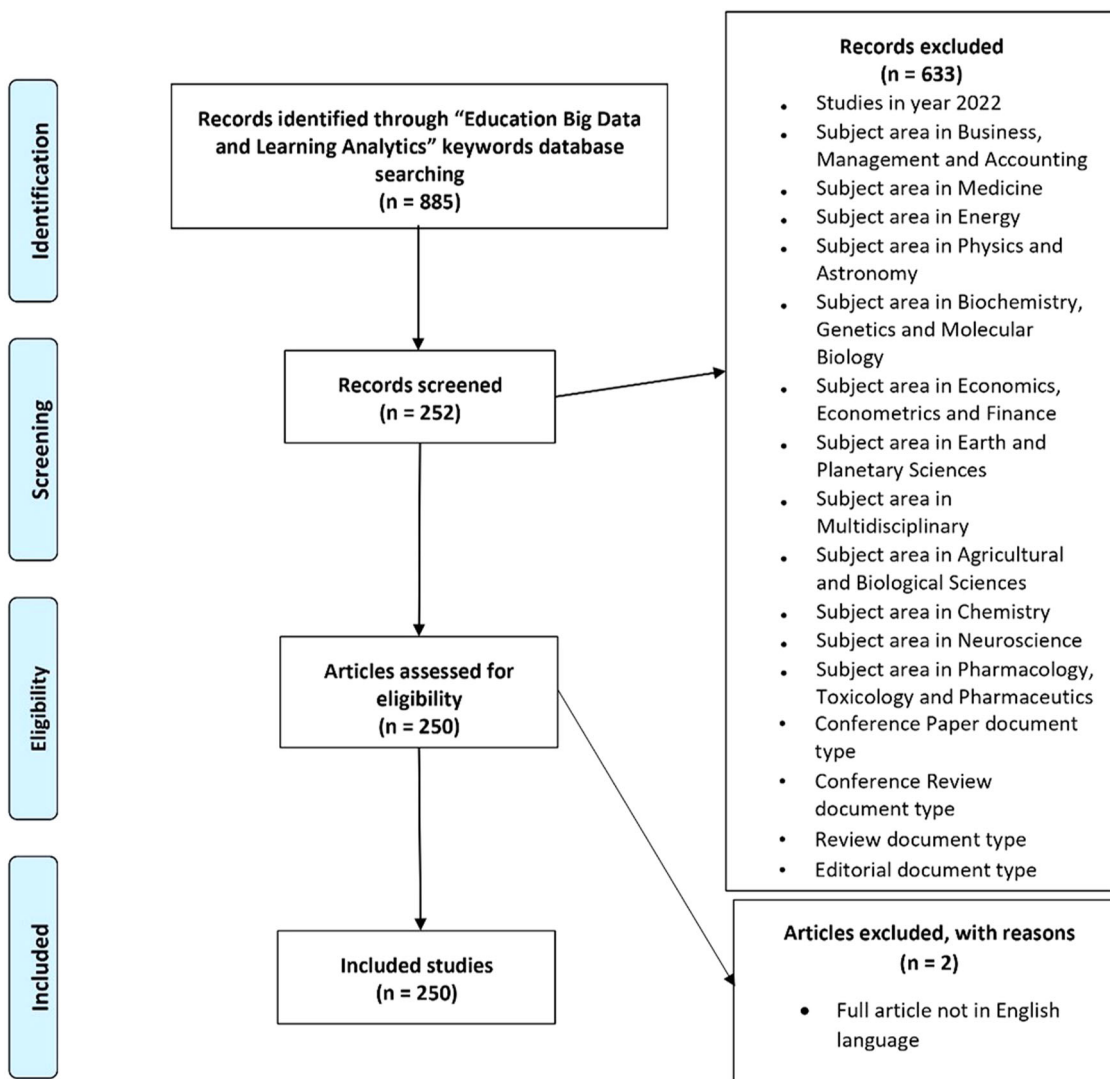 Identification
Records identified through “Education Big Data
and Learning Analytics” keywords database
searching
(n = 885)
Records excluded
(n = 633)
• Studies in year 2022
• Subject area in Business,
Management and Accounting
• Subject area in Medicine
• Subject area in Energy
• Subject area in Physics and
Astronomy
• Subject area in Biochemistry,
Genetics and Molecular
Biology
• Subject area in Economics,
Econometrics and Finance
• Subject area in Earth and
Planetary Sciences
• Subject area in
Multidisciplinary
• Subject area in Agricultural
and Biological Sciences
• Subject area in Chemistry
• Subject area in Neuroscience
• Subject area in Pharmacology,
Toxicology and Pharmaceutics
• Conference Paper document
type
• Conference Review
document type
• Review document type
• Editorial document type
Screening
Records screened
(n = 252)
Eligibility
Articles assessed for
eligibility
(n = 250)
Articles excluded, with reasons
(n = 2)
• Full article not in English
language
Included
Included studies
(n = 250)